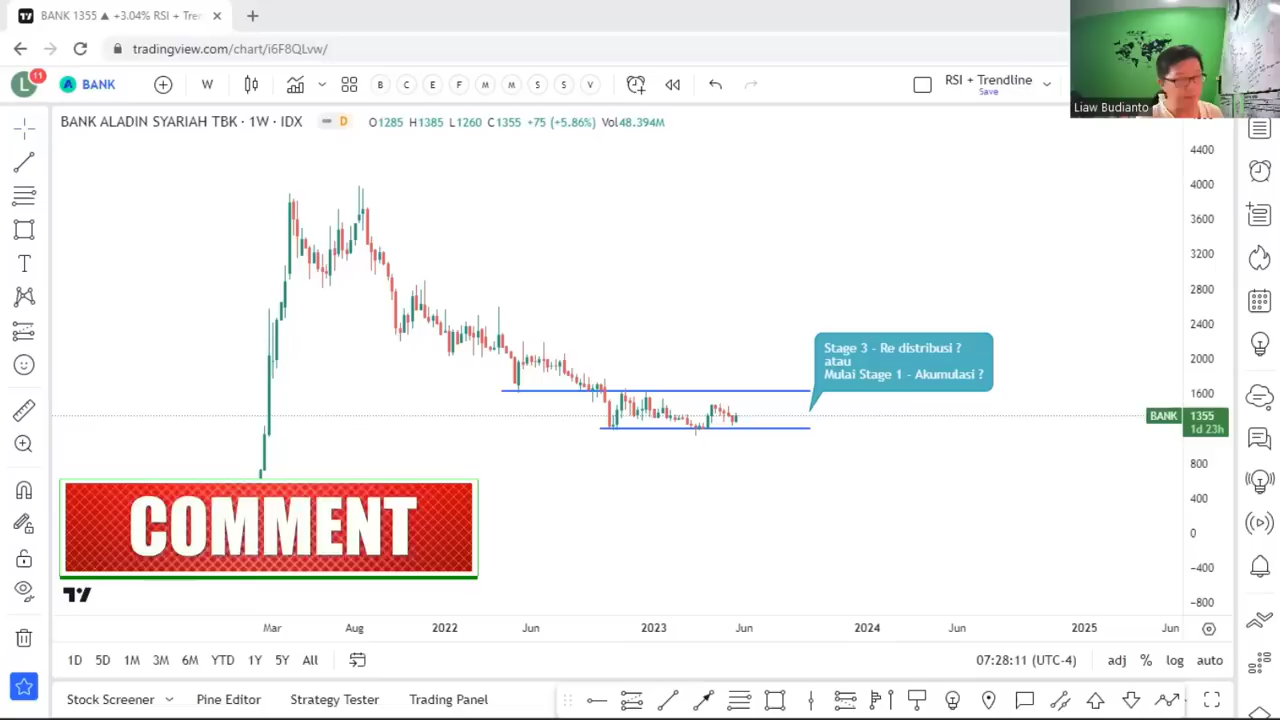 BANK 1355 ▲ +3.04% RSI + Tren
tradingview.com/chart/i6F8QLvw/
L
11
A
BANK
W
B
C
E
F
M
M
S
S
V
RSI + Trendline
Save
Liaw Budianto
BANK ALADIN SYARIAH TBK · 1W · IDX
D
O1285 H1385 L1260 C1355 +75 (+5.86%) Vol48.394M
4400
4000
3600
3200
2800
2400
2000
1600
BANK
1355
1d 23h
800
400
0
−400
−800
Stage 3 - Re distribusi ?
atau
Mulai Stage 1 - Akumulasi ?
COMMENT
Mar
Aug
2022
Jun
2023
Jun
2024
Jun
2025
Jun
1D
5D
1M
3M
6M
YTD
1Y
5Y
All
07:28:11 (UTC-4)
adj
%
log
auto
Stock Screener
Pine Editor
Strategy Tester
Trading Panel